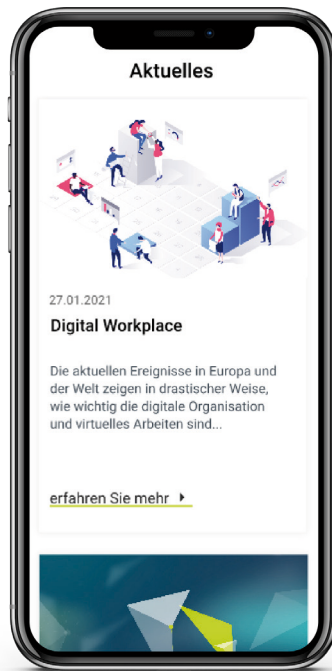 Aktuelles
27.01.2021
Digital Workplace
Die aktuellen Ereignisse in Europa und
der Welt zeigen in drastischer Weise,
wie wichtig die digitale Organisation
und virtuelles Arbeiten sind...
erfahren Sie mehr